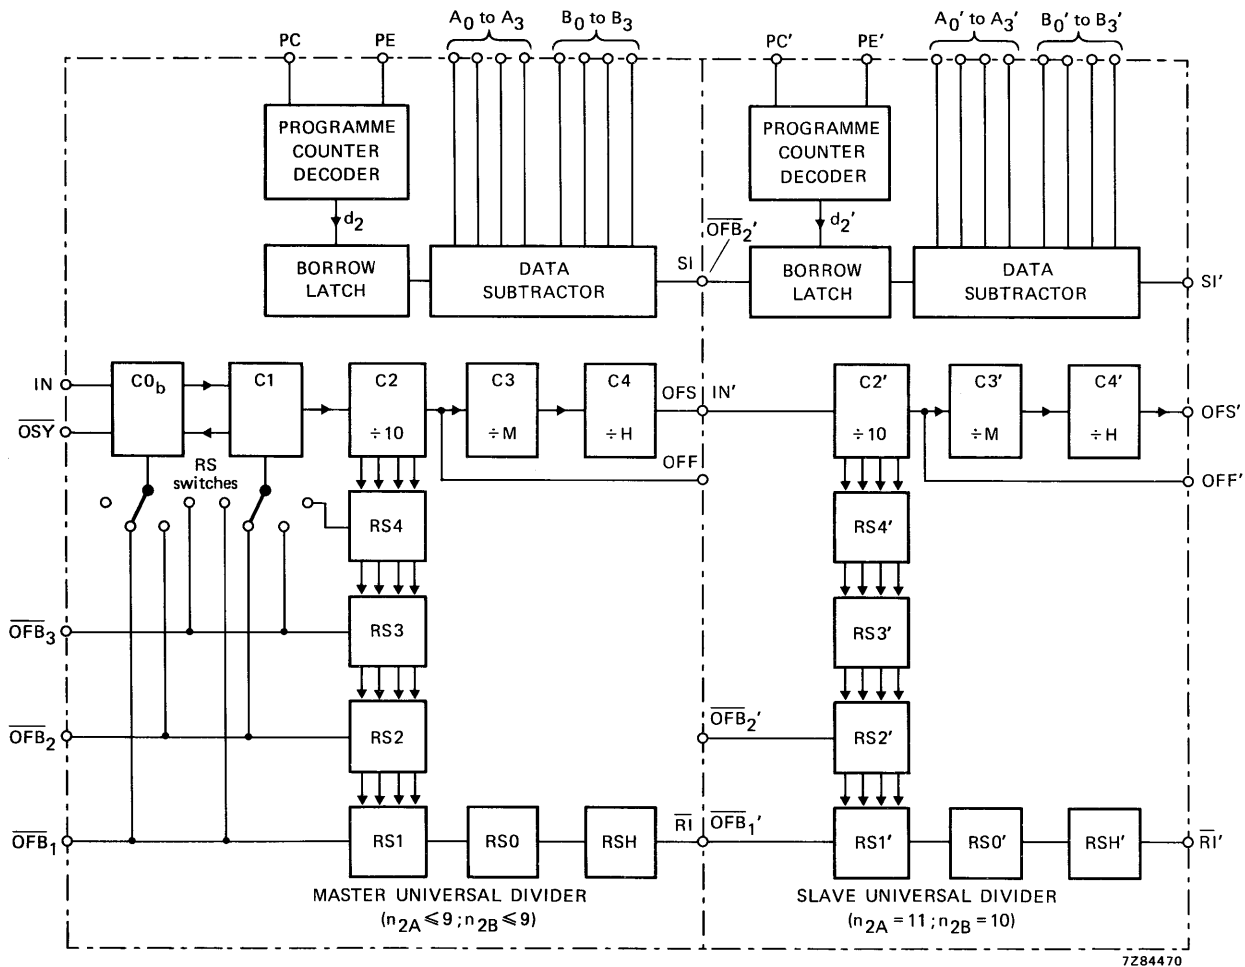 A0 to A3 B0 to B3 A0' to A3' B0' to B3'
PC PE PC' PE'
PROGRAMME
COUNTER
DECODER
PROGRAMME
COUNTER
DECODER
d2 d2'
OFB2'
BORROW
LATCH
DATA
SUBTRACTOR
SI
BORROW
LATCH
DATA
SUBTRACTOR
SI'
IN
OSY
C0b
C1
C2
÷10
C3
÷M
C4
÷H
OFS
IN'
OFF
C2'
÷10
C3'
÷M
C4'
÷H
OFS'
OFF'
RS
switches
RS4 RS4'
OFB3 RS3 RS3'
OFB2 RS2 OFB2' RS2'
OFB1 RS1 RS0 RSH RI OFB1' RS1' RS0' RSH' RI'
MASTER UNIVERSAL DIVIDER
(n2A ≤ 9 ; n2B ≤ 9)
SLAVE UNIVERSAL DIVIDER
(n2A = 11 ; n2B = 10)
7Z84470